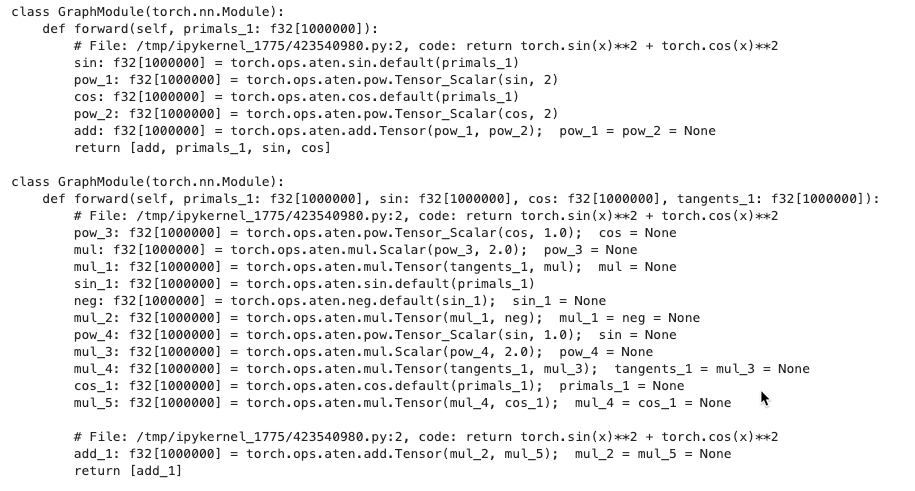 class GraphModule(torch.nn.Module):
    def forward(self, primals_1: f32[1000000]):
        # File: /tmp/ipykernel_1775/423540980.py:2, code: return torch.sin(x)**2 + torch.cos(x)**2
        sin: f32[1000000] = torch.ops.aten.sin.default(primals_1)
        pow_1: f32[1000000] = torch.ops.aten.pow.Tensor_Scalar(sin, 2)
        cos: f32[1000000] = torch.ops.aten.cos.default(primals_1)
        pow_2: f32[1000000] = torch.ops.aten.pow.Tensor_Scalar(cos, 2)
        add: f32[1000000] = torch.ops.aten.add.Tensor(pow_1, pow_2);  pow_1 = pow_2 = None
        return [add, primals_1, sin, cos]

class GraphModule(torch.nn.Module):
    def forward(self, primals_1: f32[1000000], sin: f32[1000000], cos: f32[1000000], tangents_1: f32[1000000]):
        # File: /tmp/ipykernel_1775/423540980.py:2, code: return torch.sin(x)**2 + torch.cos(x)**2
        pow_3: f32[1000000] = torch.ops.aten.pow.Tensor_Scalar(cos, 1.0);  cos = None
        mul: f32[1000000] = torch.ops.aten.mul.Scalar(pow_3, 2.0);  pow_3 = None
        mul_1: f32[1000000] = torch.ops.aten.mul.Tensor(tangents_1, mul);  mul = None
        sin_1: f32[1000000] = torch.ops.aten.sin.default(primals_1)
        neg: f32[1000000] = torch.ops.aten.neg.default(sin_1);  sin_1 = None
        mul_2: f32[1000000] = torch.ops.aten.mul.Tensor(mul_1, neg);  mul_1 = neg = None
        pow_4: f32[1000000] = torch.ops.aten.pow.Tensor_Scalar(sin, 1.0);  sin = None
        mul_3: f32[1000000] = torch.ops.aten.mul.Scalar(pow_4, 2.0);  pow_4 = None
        mul_4: f32[1000000] = torch.ops.aten.mul.Tensor(tangents_1, mul_3);  tangents_1 = mul_3 = None
        cos_1: f32[1000000] = torch.ops.aten.cos.default(primals_1);  primals_1 = None
        mul_5: f32[1000000] = torch.ops.aten.mul.Tensor(mul_4, cos_1);  mul_4 = cos_1 = None

        # File: /tmp/ipykernel_1775/423540980.py:2, code: return torch.sin(x)**2 + torch.cos(x)**2
        add_1: f32[1000000] = torch.ops.aten.add.Tensor(mul_2, mul_5);  mul_2 = mul_5 = None
        return [add_1]